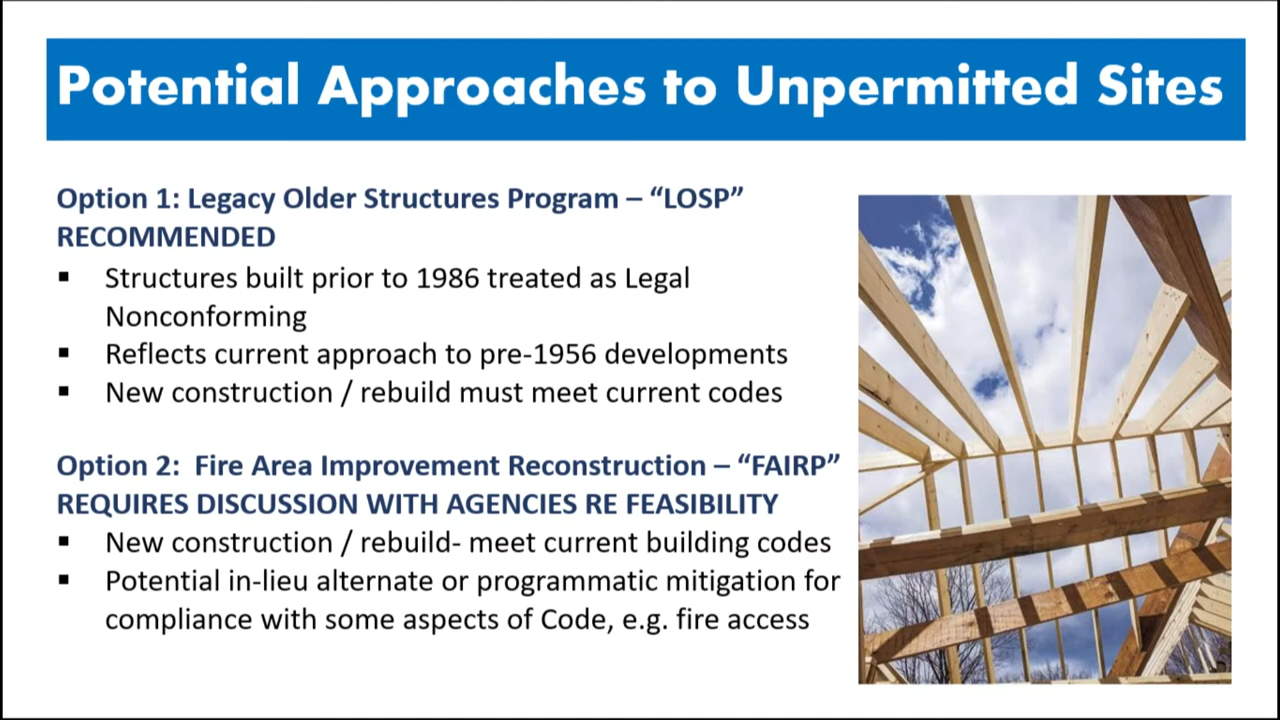 Potential Approaches to Unpermitted Sites
Option 1: Legacy Older Structures Program – “LOSP”
RECOMMENDED
▪ Structures built prior to 1986 treated as Legal
Nonconforming
▪ Reflects current approach to pre-1956 developments
▪ New construction / rebuild must meet current codes
Option 2:  Fire Area Improvement Reconstruction – “FAIRP”
REQUIRES DISCUSSION WITH AGENCIES RE FEASIBILITY
▪ New construction / rebuild- meet current building codes
▪ Potential in-lieu alternate or programmatic mitigation for
compliance with some aspects of Code, e.g. fire access